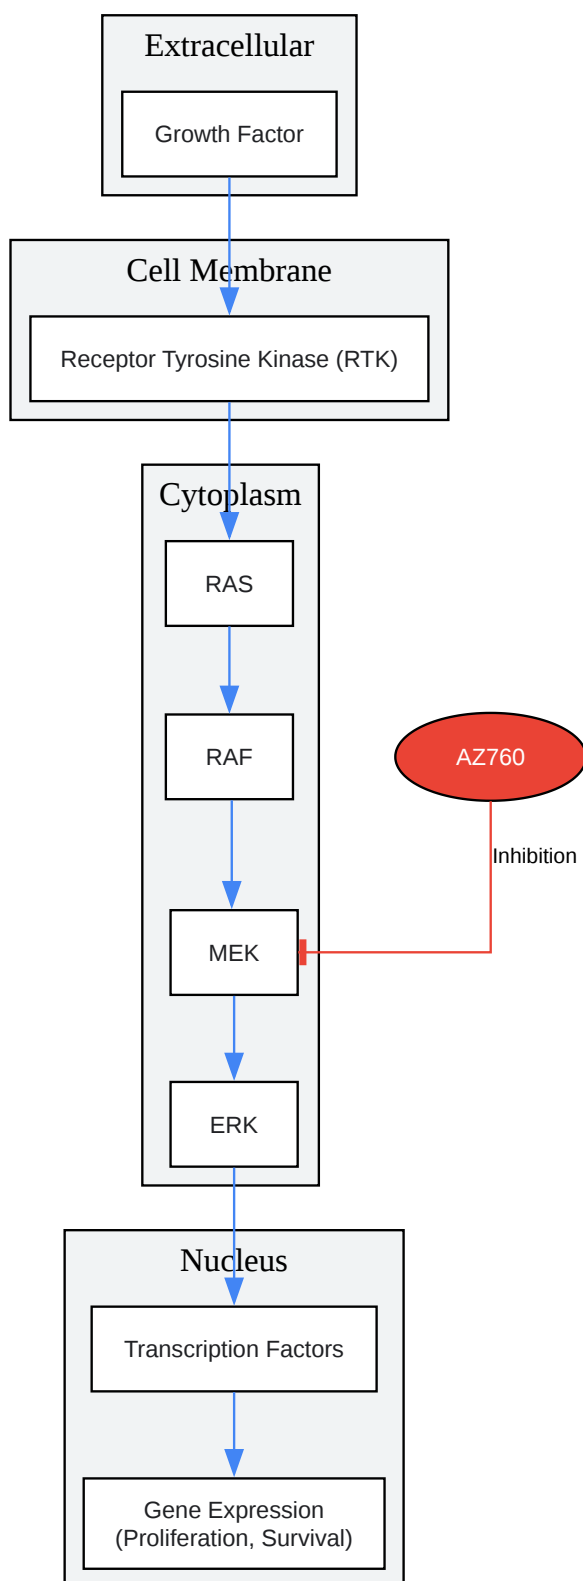 Extracellular
Growth Factor
Cell Membrane
Receptor Tyrosine Kinase (RTK)
Cytoplasm
RAS
RAF
AZ760
Inhibition
MEK
ERK
Nucleus
Transcription Factors
Gene Expression
(Proliferation, Survival)